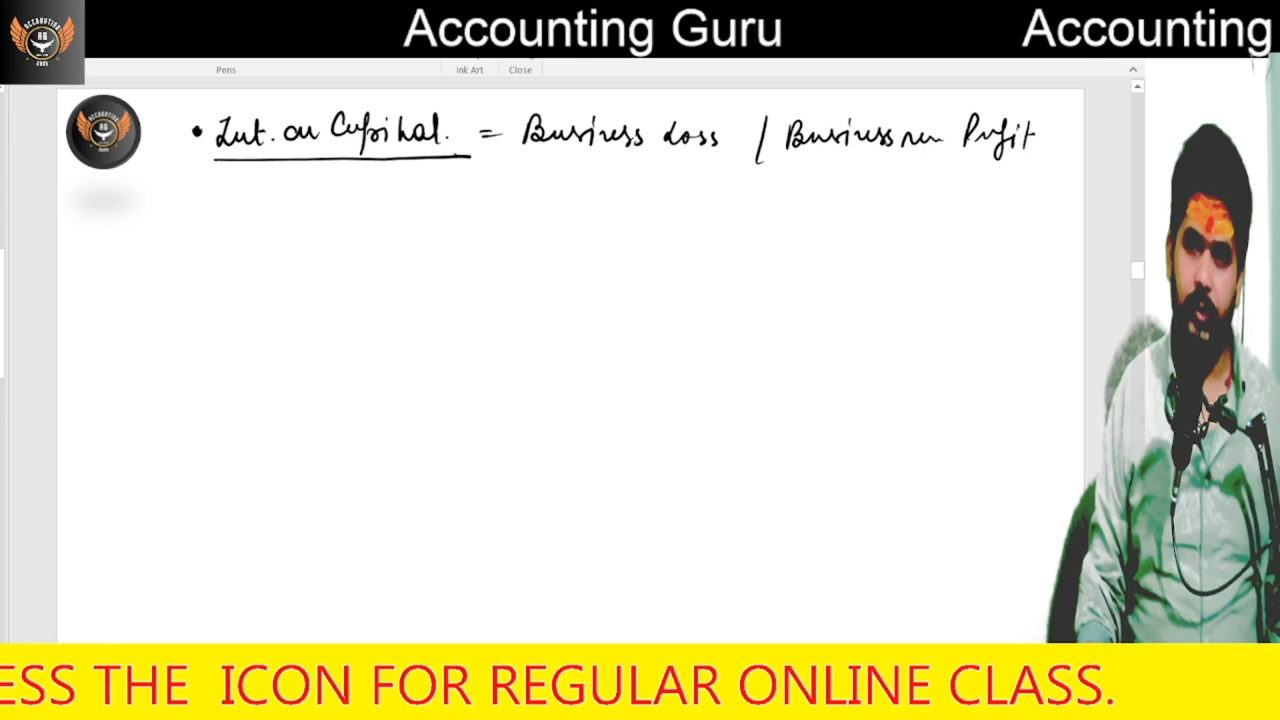 Accounting Guru
Accounting
Pens
Ink Art
Close
• Int. on Capital. = Business Loss / Business Profit
ESS THE ICON FOR REGULAR ONLINE CLASS.